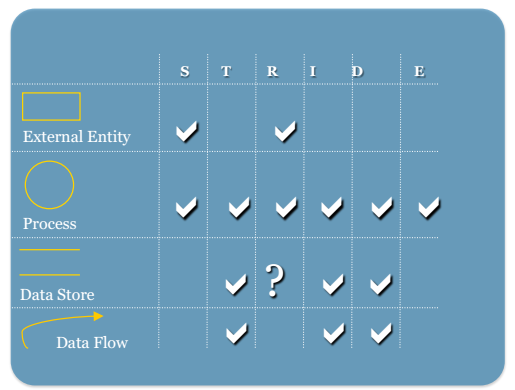 S T R I D E
External Entity
Process
?
Data Store
Data Flow